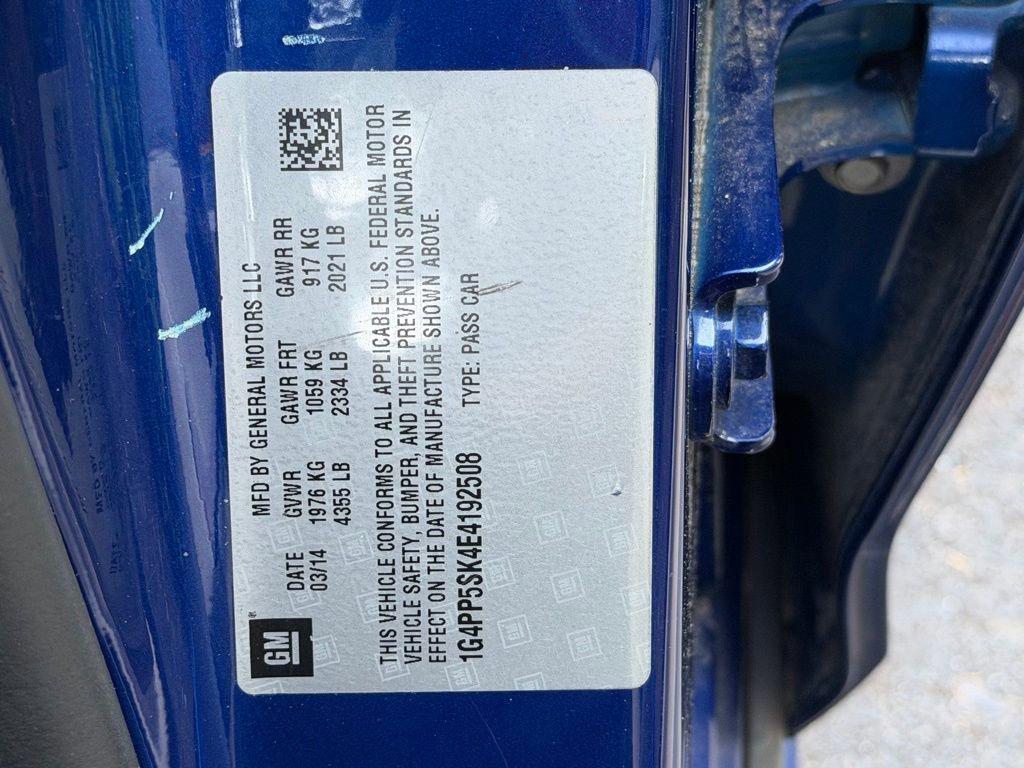 GM®
MFD BY GENERAL MOTORS LLC
DATE GVWR GAWR FRT GAWR RR
03/14 1976 KG 1059 KG 917 KG
4355 LB 2334 LB 2021 LB
THIS VEHICLE CONFORMS TO ALL APPLICABLE U.S. FEDERAL MOTOR
VEHICLE SAFETY, BUMPER, AND THEFT PREVENTION STANDARDS IN
EFFECT ON THE DATE OF MANUFACTURE SHOWN ABOVE.
1G4PP5SK4E4192508 TYPE: PASS CAR